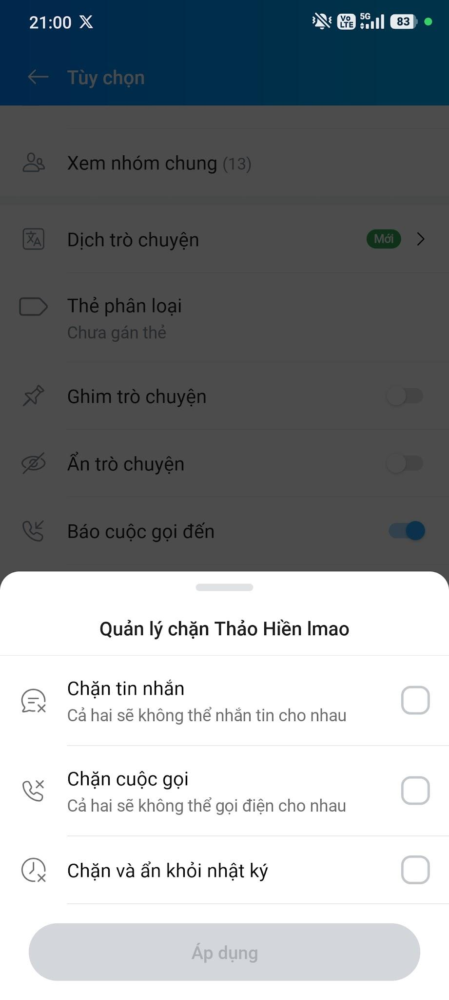 21:00 X Vo LTE 5G 83
Tùy chọn
Xem nhóm chung (13)
Dịch trò chuyện Mới
Thẻ phân loại
Chưa gán thẻ
Ghim trò chuyện
Ẩn trò chuyện
Báo cuộc gọi đến
Quản lý chặn Thảo Hiền lmao
Chặn tin nhắn
Cả hai sẽ không thể nhắn tin cho nhau
Chặn cuộc gọi
Cả hai sẽ không thể gọi điện cho nhau
Chặn và ẩn khỏi nhật ký
Áp dụng